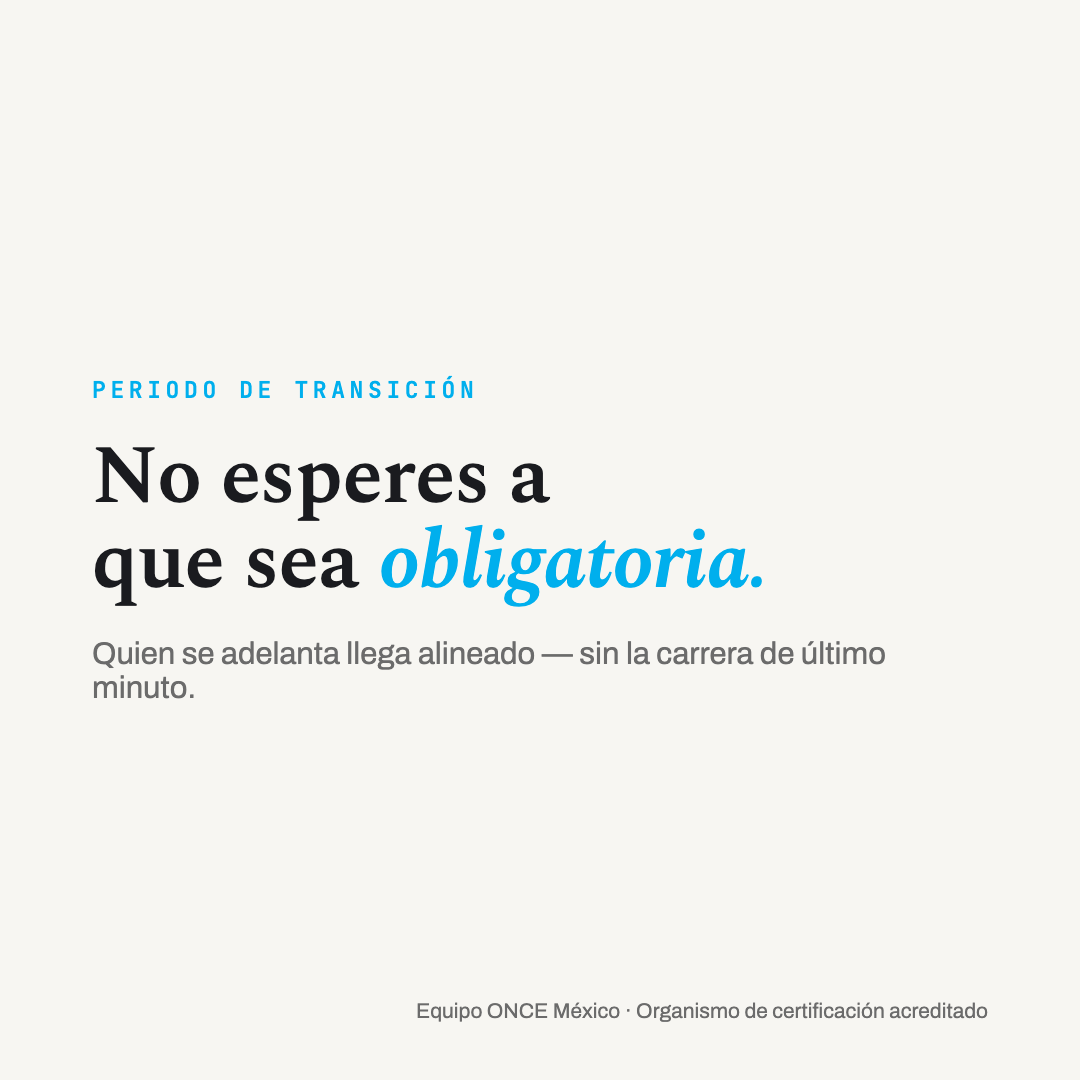 PERIODO DE TRANSICIÓN
No esperes a
que sea obligatoria.
Quien se adelanta llega alineado — sin la carrera de último
minuto.
Equipo ONCE México · Organismo de certificación acreditado